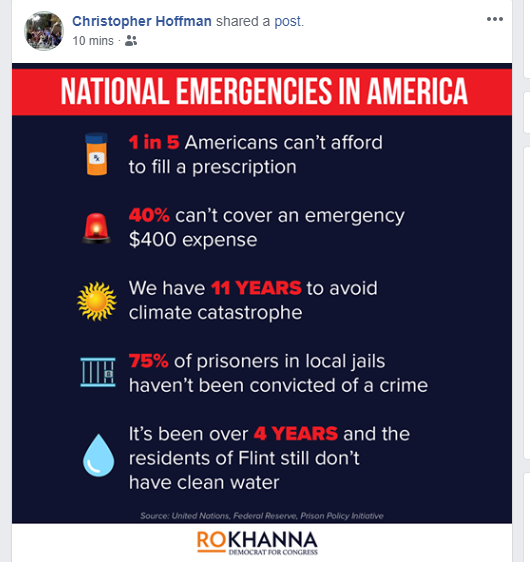 Christopher Hoffman shared a post.
10 mins ·
NATIONAL EMERGENCIES IN AMERICA
1 in 5 Americans can't afford
to fill a prescription
40% can't cover an emergency
$400 expense
We have 11 YEARS to avoid
climate catastrophe
75% of prisoners in local jails
haven't been convicted of a crime
It's been over 4 YEARS and the
residents of Flint still don't
have clean water
Source: United Nations, Federal Reserve, Prison Policy Initiative
ROKHANNA
DEMOCRAT FOR CONGRESS